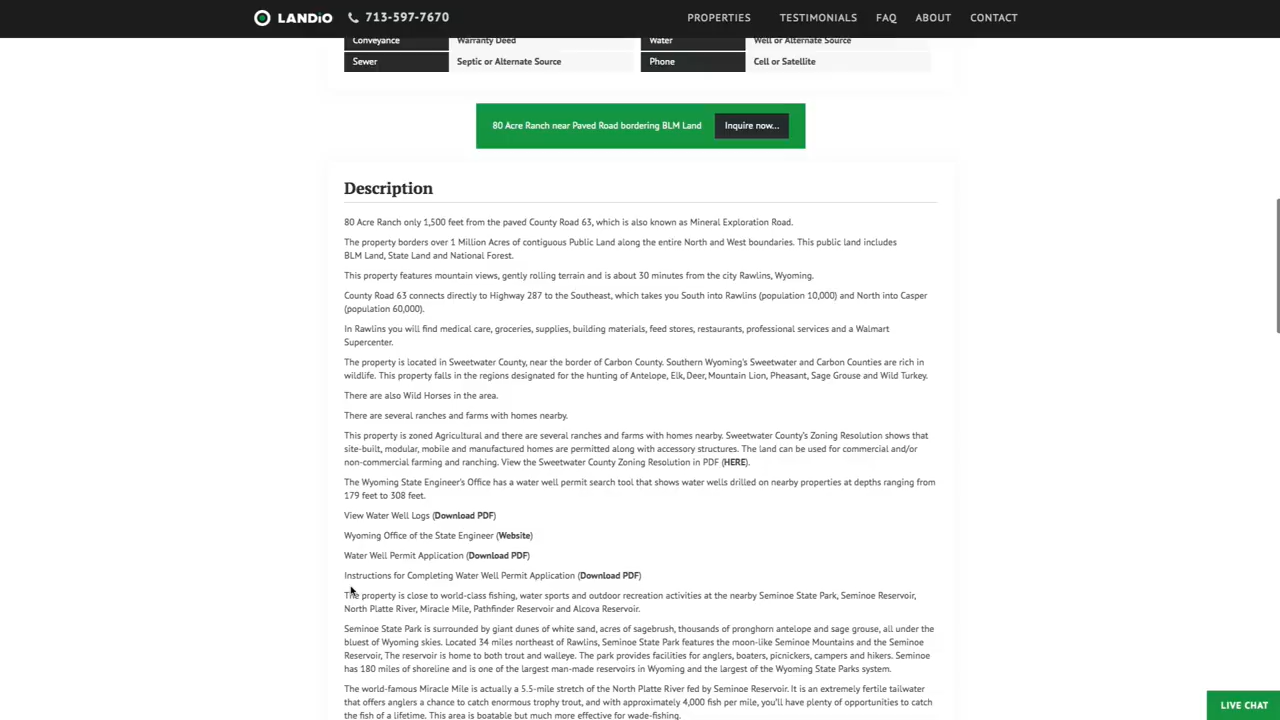 LANDiO 713-597-7670 PROPERTIES TESTIMONIALS FAQ ABOUT CONTACT
Conveyance Warranty Deed Water Well or Alternate Source
Sewer Septic or Alternate Source Phone Cell or Satellite
80 Acre Ranch near Paved Road bordering BLM Land Inquire now...
Description
80 Acre Ranch only 1,500 feet from the paved County Road 63, which is also known as Mineral Exploration Road.
The property borders over 1 Million Acres of contiguous Public Land along the entire North and West boundaries. This public land includes
BLM Land, State Land and National Forest.
This property features mountain views, gently rolling terrain and is about 30 minutes from the city Rawlins, Wyoming.
County Road 63 connects directly to Highway 287 to the Southeast, which takes you South into Rawlins (population 10,000) and North into Casper
(population 60,000).
In Rawlins you will find medical care, groceries, supplies, building materials, feed stores, restaurants, professional services and a Walmart
Supercenter.
The property is located in Sweetwater County, near the border of Carbon County. Southern Wyoming's Sweetwater and Carbon Counties are rich in
wildlife. This property falls in the regions designated for the hunting of Antelope, Elk, Deer, Mountain Lion, Pheasant, Sage Grouse and Wild Turkey.
There are also Wild Horses in the area.
There are several ranches and farms with homes nearby.
This property is zoned Agricultural and there are several ranches and farms with homes nearby. Sweetwater County's Zoning Resolution shows that
site-built, modular, mobile and manufactured homes are permitted along with accessory structures. The land can be used for commercial and/or
non-commercial farming and ranching. View the Sweetwater County Zoning Resolution in PDF (HERE).
The Wyoming State Engineer's Office has a water well permit search tool that shows water wells drilled on nearby properties at depths ranging from
179 feet to 308 feet.
View Water Well Logs (Download PDF)
Wyoming Office of the State Engineer (Website)
Water Well Permit Application (Download PDF)
Instructions for Completing Water Well Permit Application (Download PDF)
The property is close to world-class fishing, water sports and outdoor recreation activities at the nearby Seminoe State Park, Seminoe Reservoir,
North Platte River, Miracle Mile, Pathfinder Reservoir and Alcova Reservoir.
Seminoe State Park is surrounded by giant dunes of white sand, acres of sagebrush, thousands of pronghorn antelope and sage grouse, all under the
bluest of Wyoming skies. Located 34 miles northeast of Rawlins, Seminoe State Park features the moon-like Seminoe Mountains and the Seminoe
Reservoir, The reservoir is home to both trout and walleye. The park provides facilities for anglers, boaters, picnickers, campers and hikers. Seminoe
has 180 miles of shoreline and is one of the largest man-made reservoirs in Wyoming and the largest of the Wyoming State Parks system.
The world-famous Miracle Mile is actually a 5.5-mile stretch of the North Platte River fed by Seminoe Reservoir. It is an extremely fertile tailwater
that offers anglers a chance to catch enormous trophy trout, and with approximately 4,000 fish per mile, you'll have plenty of opportunities to catch
the fish of a lifetime. This area is boatable but much more effective for wade-fishing.
LIVE CHAT